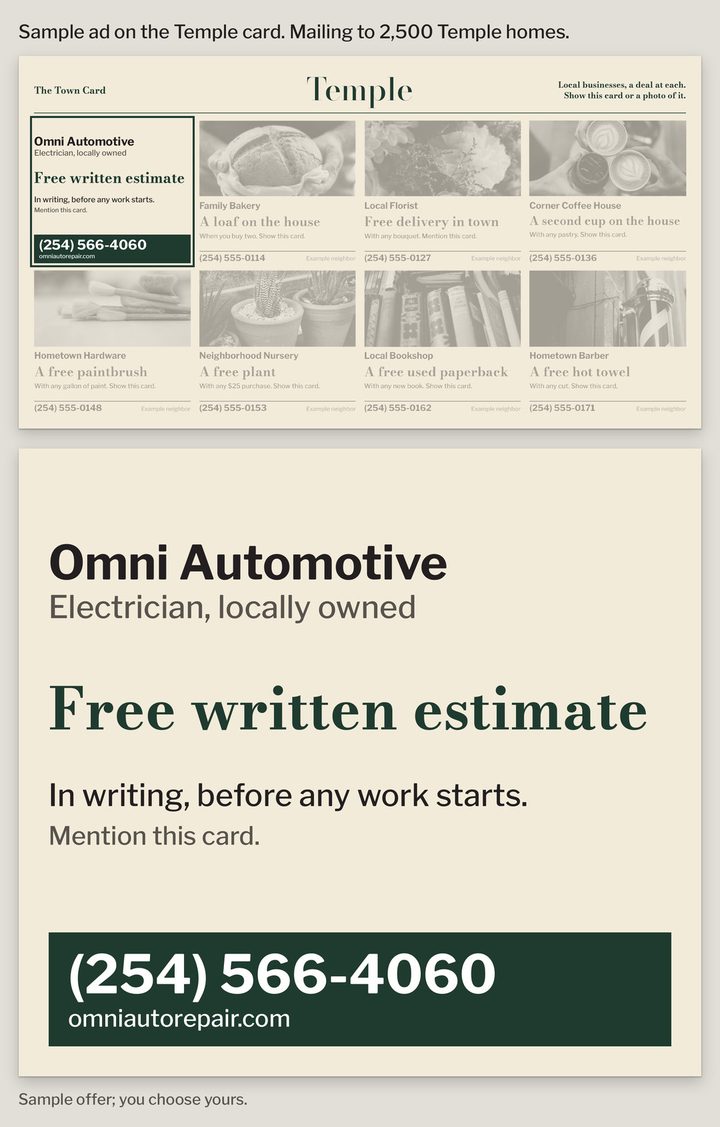 Sample ad on the Temple card. Mailing to 2,500 Temple homes.
The Town Card
Temple
Local businesses, a deal at each.
Show this card or a photo of it.
Omni Automotive
Electrician, locally owned
Free written estimate
In writing, before any work starts.
Mention this card.
(254) 566-4060
omniautorepair.com
Family Bakery
A loaf on the house
When you buy two. Show this card.
(254) 555-0114
Example neighbor
Local Florist
Free delivery in town
With any bouquet. Mention this card.
(254) 555-0127
Example neighbor
Corner Coffee House
A second cup on the house
With any pastry. Show this card.
(254) 555-0136
Example neighbor
Hometown Hardware
A free paintbrush
With any gallon of paint. Show this card.
(254) 555-0148
Example neighbor
Neighborhood Nursery
A free plant
With any $25 purchase. Show this card.
(254) 555-0153
Example neighbor
Local Bookshop
A free used paperback
With any new book. Show this card.
(254) 555-0162
Example neighbor
Hometown Barber
A free hot towel
With any cut. Show this card.
(254) 555-0171
Example neighbor
Omni Automotive
Electrician, locally owned
Free written estimate
In writing, before any work starts.
Mention this card.
(254) 566-4060
omniautorepair.com
Sample offer; you choose yours.